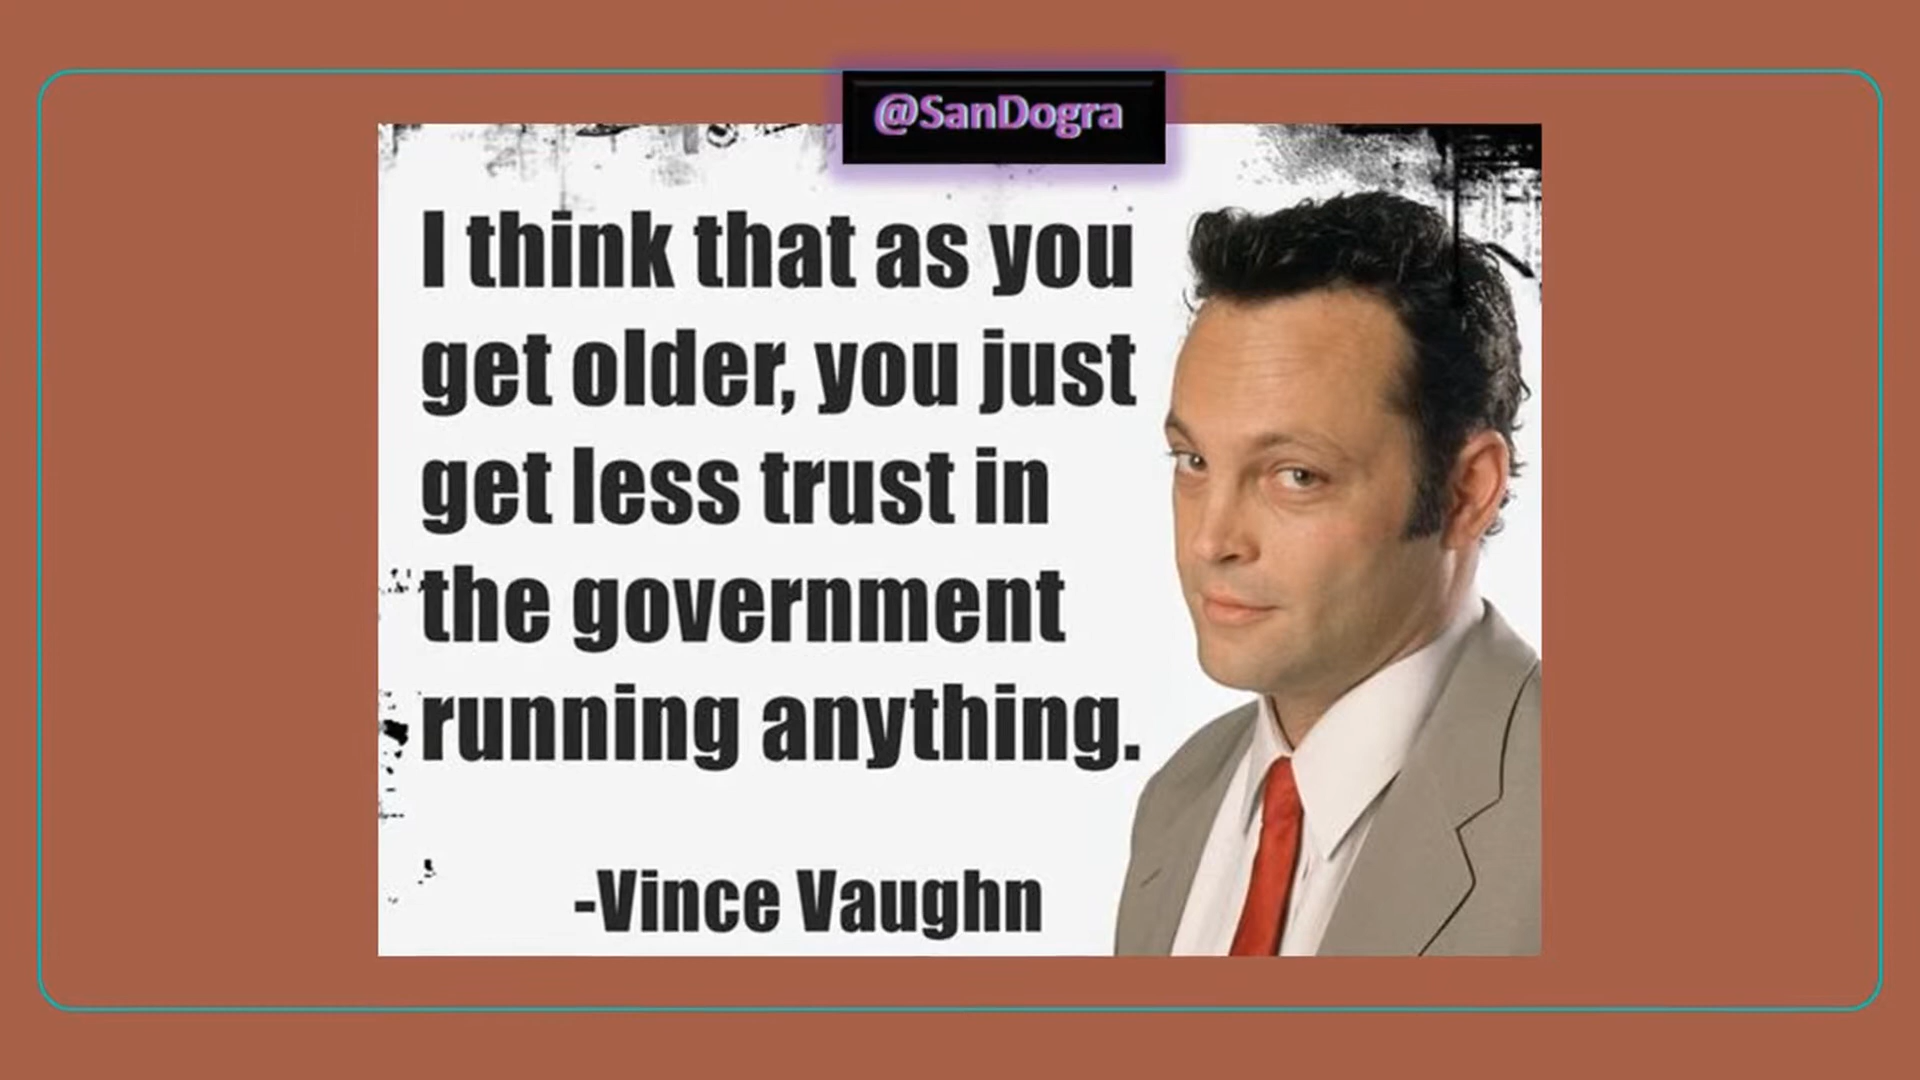 @SanDogra
I think that as you
get older, you just
get less trust in
the government
running anything.
-Vince Vaughn